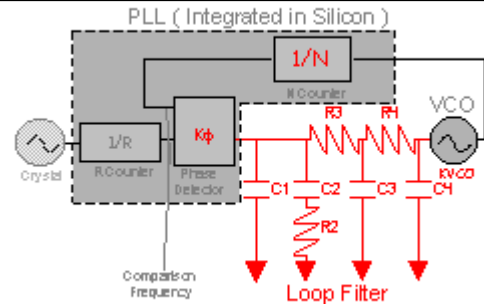 PLL ( Integrated in Silicon )
1/N
N Counter
R3
R4
VCO
1/R
Kϕ
KVCO
Crystal
R Counter
Phase
Detector
C1
C2
C3
C4
R2
Comparison
Frequency
Loop Filter